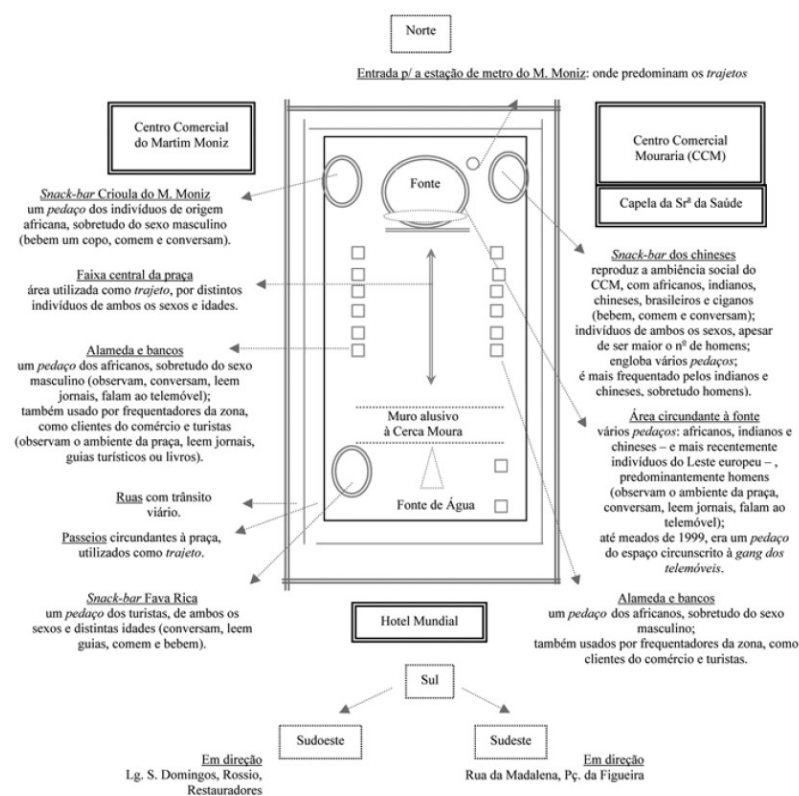 Norte
Entrada p/ a estação de metro do M. Moniz: onde predominam os trajetos
Centro Comercial
do Martim Moniz
Centro Comercial
Mouraria (CCM)
Capela da Srª da Saúde
Fonte
Snack-bar Crioula do M. Moniz
um pedaço dos indivíduos de origem
africana, sobretudo do sexo masculino
(bebem um copo, comem e conversam).
Faixa central da praça
área utilizada como trajeto, por distintos
indivíduos de ambos os sexos e idades.
Alameda e bancos
um pedaço dos africanos, sobretudo do sexo
masculino (observam, conversam, leem
jornais, falam ao telemóvel);
também usado por frequentadores da zona,
como clientes do comércio e turistas
(observam o ambiente da praça, leem jornais,
guias turísticos ou livros).
Ruas com trânsito
viário.
Passeios circundantes à praça,
utilizados como trajeto.
Snack-bar Fava Rica
um pedaço dos turistas, de ambos os
sexos e distintas idades (conversam, leem
guias, comem e bebem).
Muro alusivo
à Cerca Moura
Fonte de Água
Snack-bar dos chineses
reproduz a ambiência social do
CCM, com africanos, indianos,
chineses, brasileiros e ciganos
(bebem, comem e conversam);
indivíduos de ambos os sexos, apesar
de ser maior o nº de homens;
engloba vários pedaços;
é mais frequentado pelos indianos e
chineses, sobretudo homens).
Área circundante à fonte
vários pedaços: africanos, indianos e
chineses – e mais recentemente
indivíduos do Leste europeu – ,
predominantemente homens
(observam o ambiente da praça,
conversam, leem jornais, falam ao
telemóvel);
até meados de 1999, era um pedaço
do espaço circunscrito à gang dos
telemóveis.
Alameda e bancos
um pedaço dos africanos, sobretudo do sexo
masculino;
também usados por frequentadores da zona, como
clientes do comércio e turistas.
Hotel Mundial
Sul
Sudoeste
Sudeste
Em direção
Lg. S. Domingos, Rossio,
Restauradores
Em direção
Rua da Madalena, Pç. da Figueira